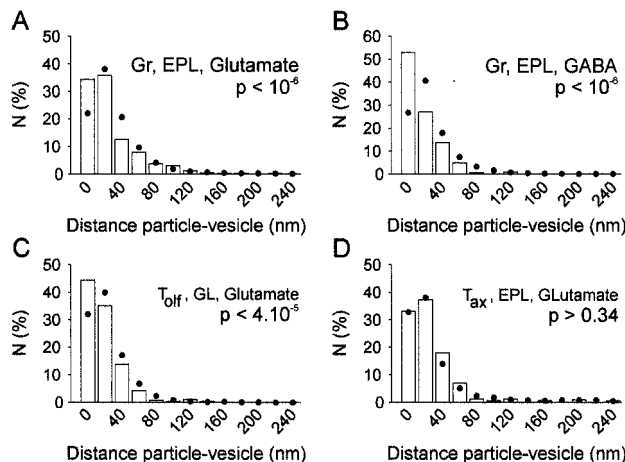 A
50
40
30
20
10
0
N (%)
Gr, EPL, Glutamate
p < 10-6
0 40 80 120 160 200 240
Distance particle-vesicle (nm)
B
60
50
40
30
20
10
0
N (%)
Gr, EPL, GABA
p < 10-6
0 40 80 120 160 200 240
Distance particle-vesicle (nm)
C
50
40
30
20
10
0
N (%)
Tolf, GL, Glutamate
p < 4.10-5
0 40 80 120 160 200 240
Distance particle-vesicle (nm)
D
50
40
30
20
10
0
N (%)
Tax, EPL, GLutamate
p > 0.34
0 40 80 120 160 200 240
Distance particle-vesicle (nm)